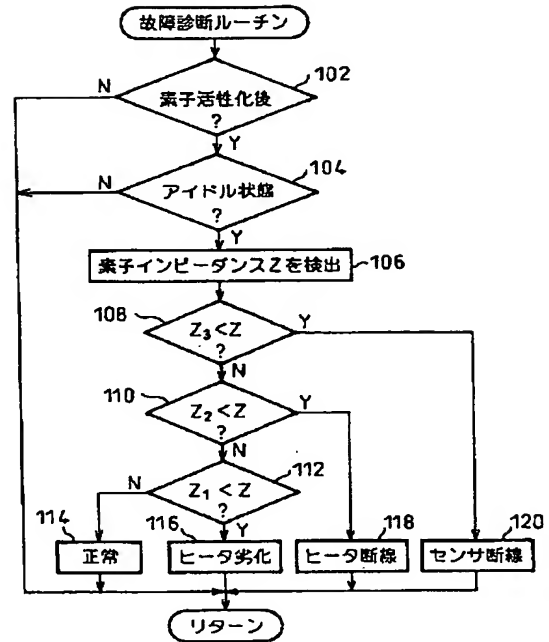 故障診断ルーチン
102
N
素子活性化後
?
Y
104
N
アイドル状態
?
Y
素子インピーダンスZを検出
106
108
Z₃<Z
?
Y
N
110
Z₂<Z
?
Y
N
112
N
Z₁<Z
?
Y
114
116
118
120
正常
ヒータ劣化
ヒータ断線
センサ断線
リターン